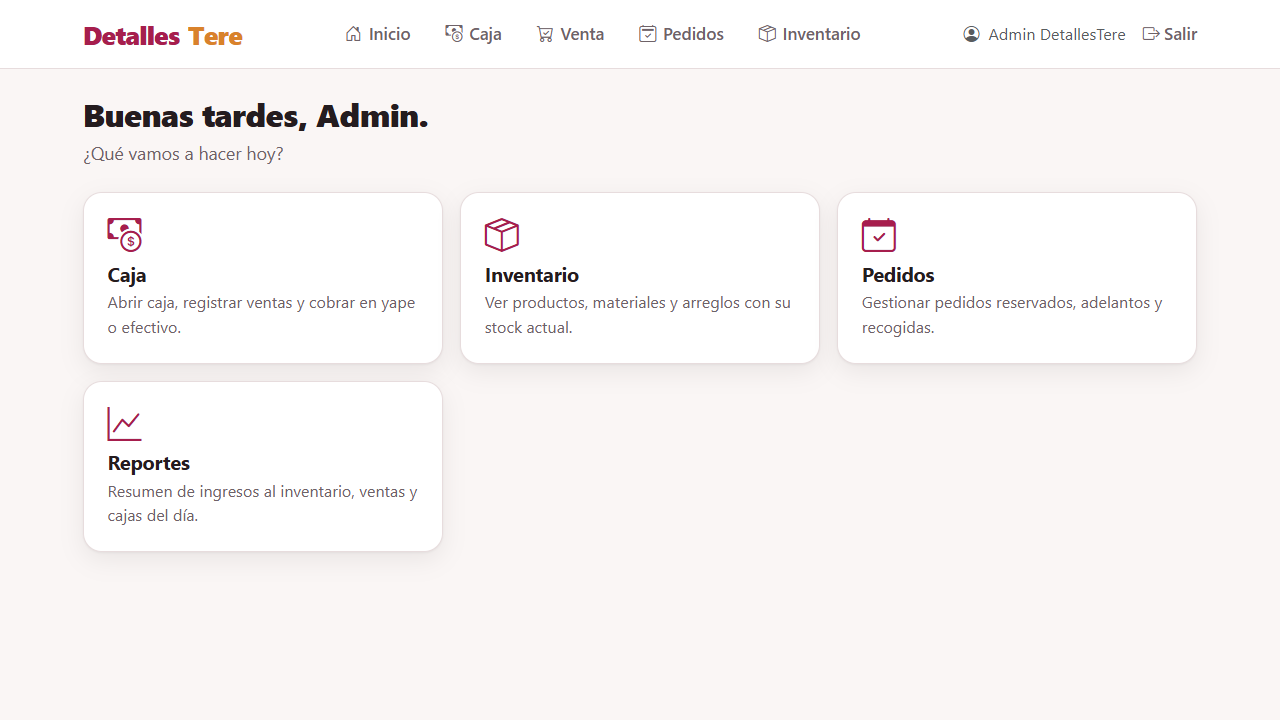 Detalles Tere
Inicio
Caja
Venta
Pedidos
Inventario
Admin DetallesTere
Salir
Buenas tardes, Admin.
¿Qué vamos a hacer hoy?
$
Caja
Abrir caja, registrar ventas y cobrar en yape
o efectivo.
Inventario
Ver productos, materiales y arreglos con su
stock actual.
Pedidos
Gestionar pedidos reservados, adelantos y
recogidas.
Reportes
Resumen de ingresos al inventario, ventas y
cajas del día.